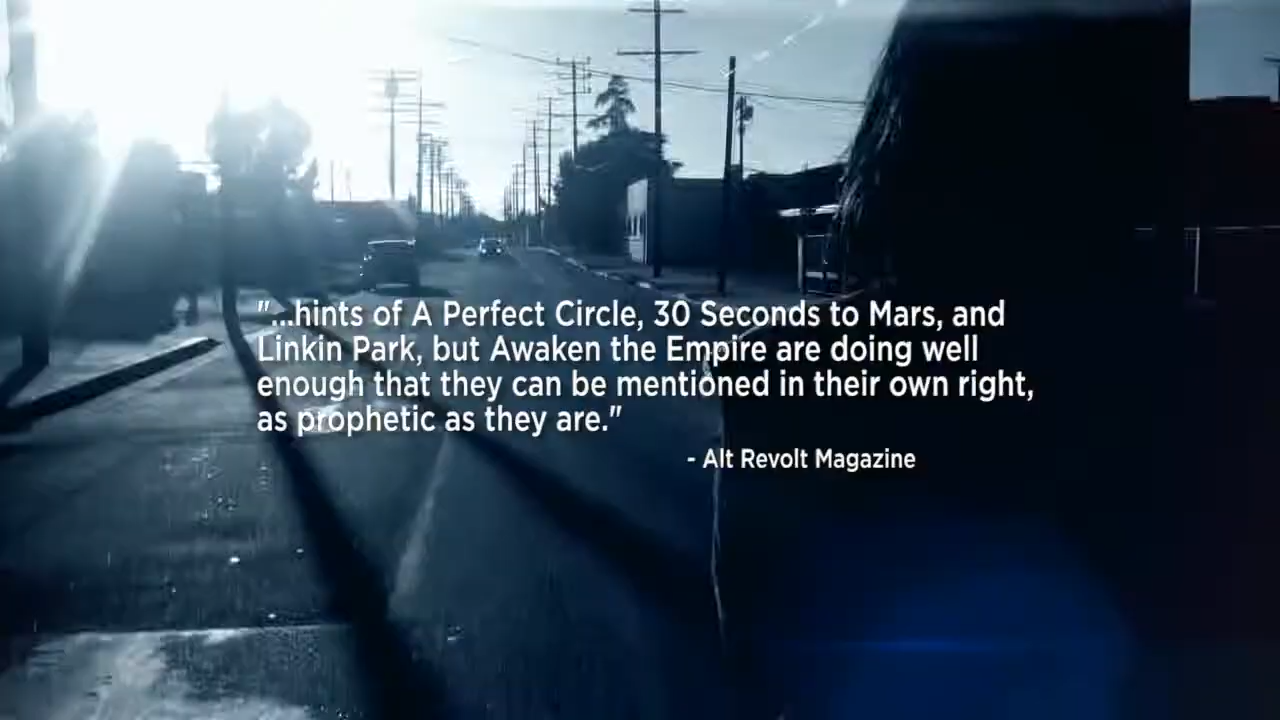 "...hints of A Perfect Circle, 30 Seconds to Mars, and
Linkin Park, but Awaken the Empire are doing well
enough that they can be mentioned in their own right,
as prophetic as they are."
- Alt Revolt Magazine